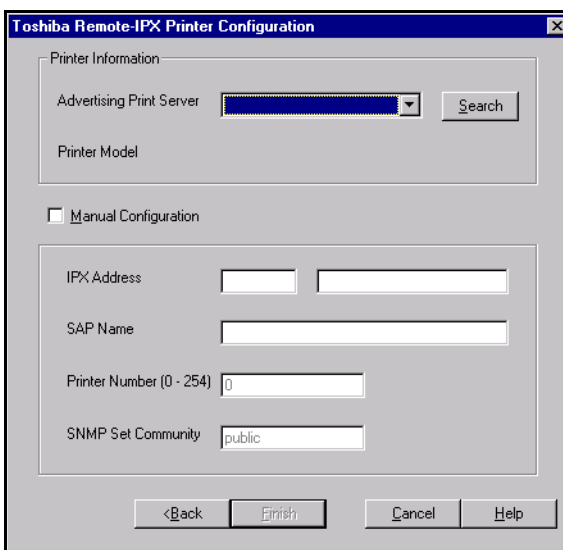 Toshiba Remote-IPX Printer Configuration
Printer Information
Advertising Print Server
Search
Printer Model
Manual Configuration
IPX Address
SAP Name
Printer Number (0 - 254) 0
SNMP Set Community public
<Back Finish Cancel Help